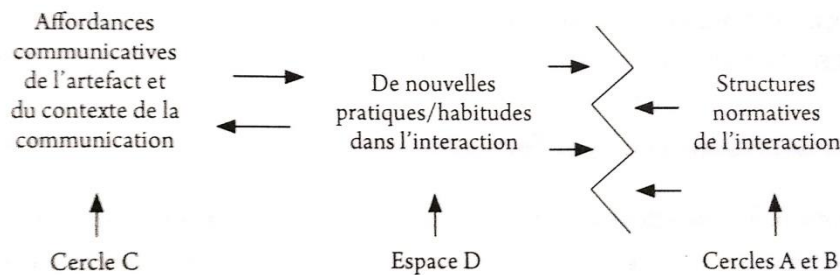 Affordances
communicatives
de l'artefact et
du contexte de la
communication
De nouvelles
pratiques/habitudes
dans l'interaction
Structures
normatives
de l'interaction
Cercle C
Espace D
Cercles A et B